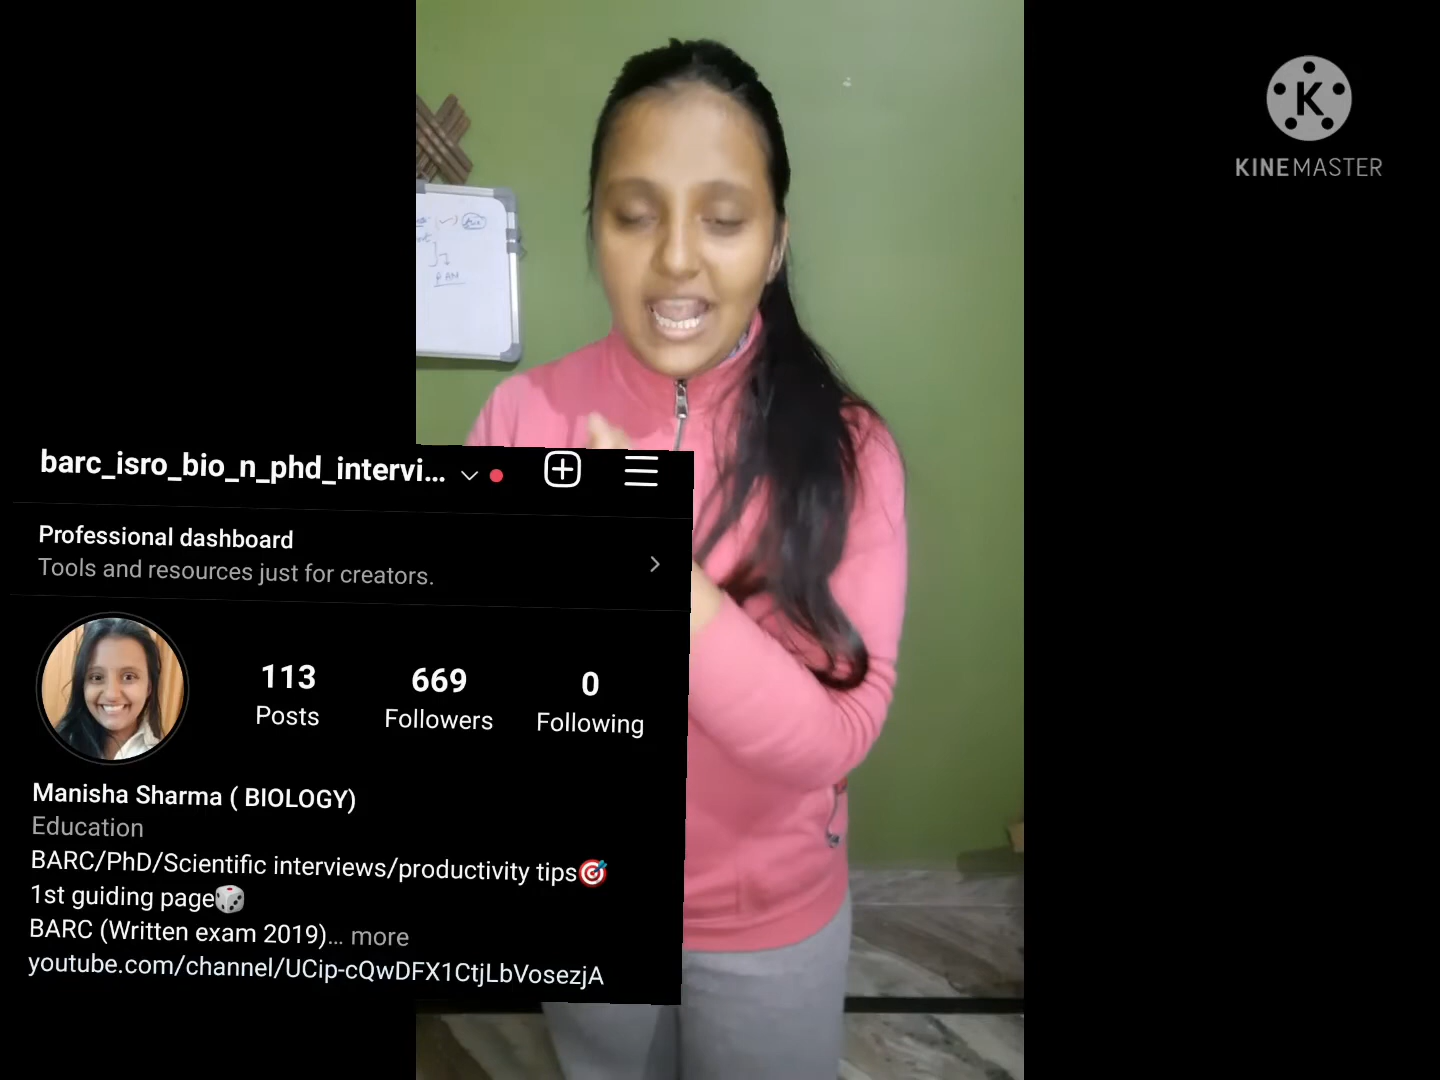 KINEMASTER
barc_isro_bio_n_phd_intervi...
Professional dashboard
Tools and resources just for creators.
113 669 0
Posts Followers Following
Manisha Sharma ( BIOLOGY)
Education
BARC/PhD/Scientific interviews/productivity tips🎯
1st guiding page🎲
BARC (Written exam 2019)... more
youtube.com/channel/UCip-cQwDFX1CtjLbVosezjA